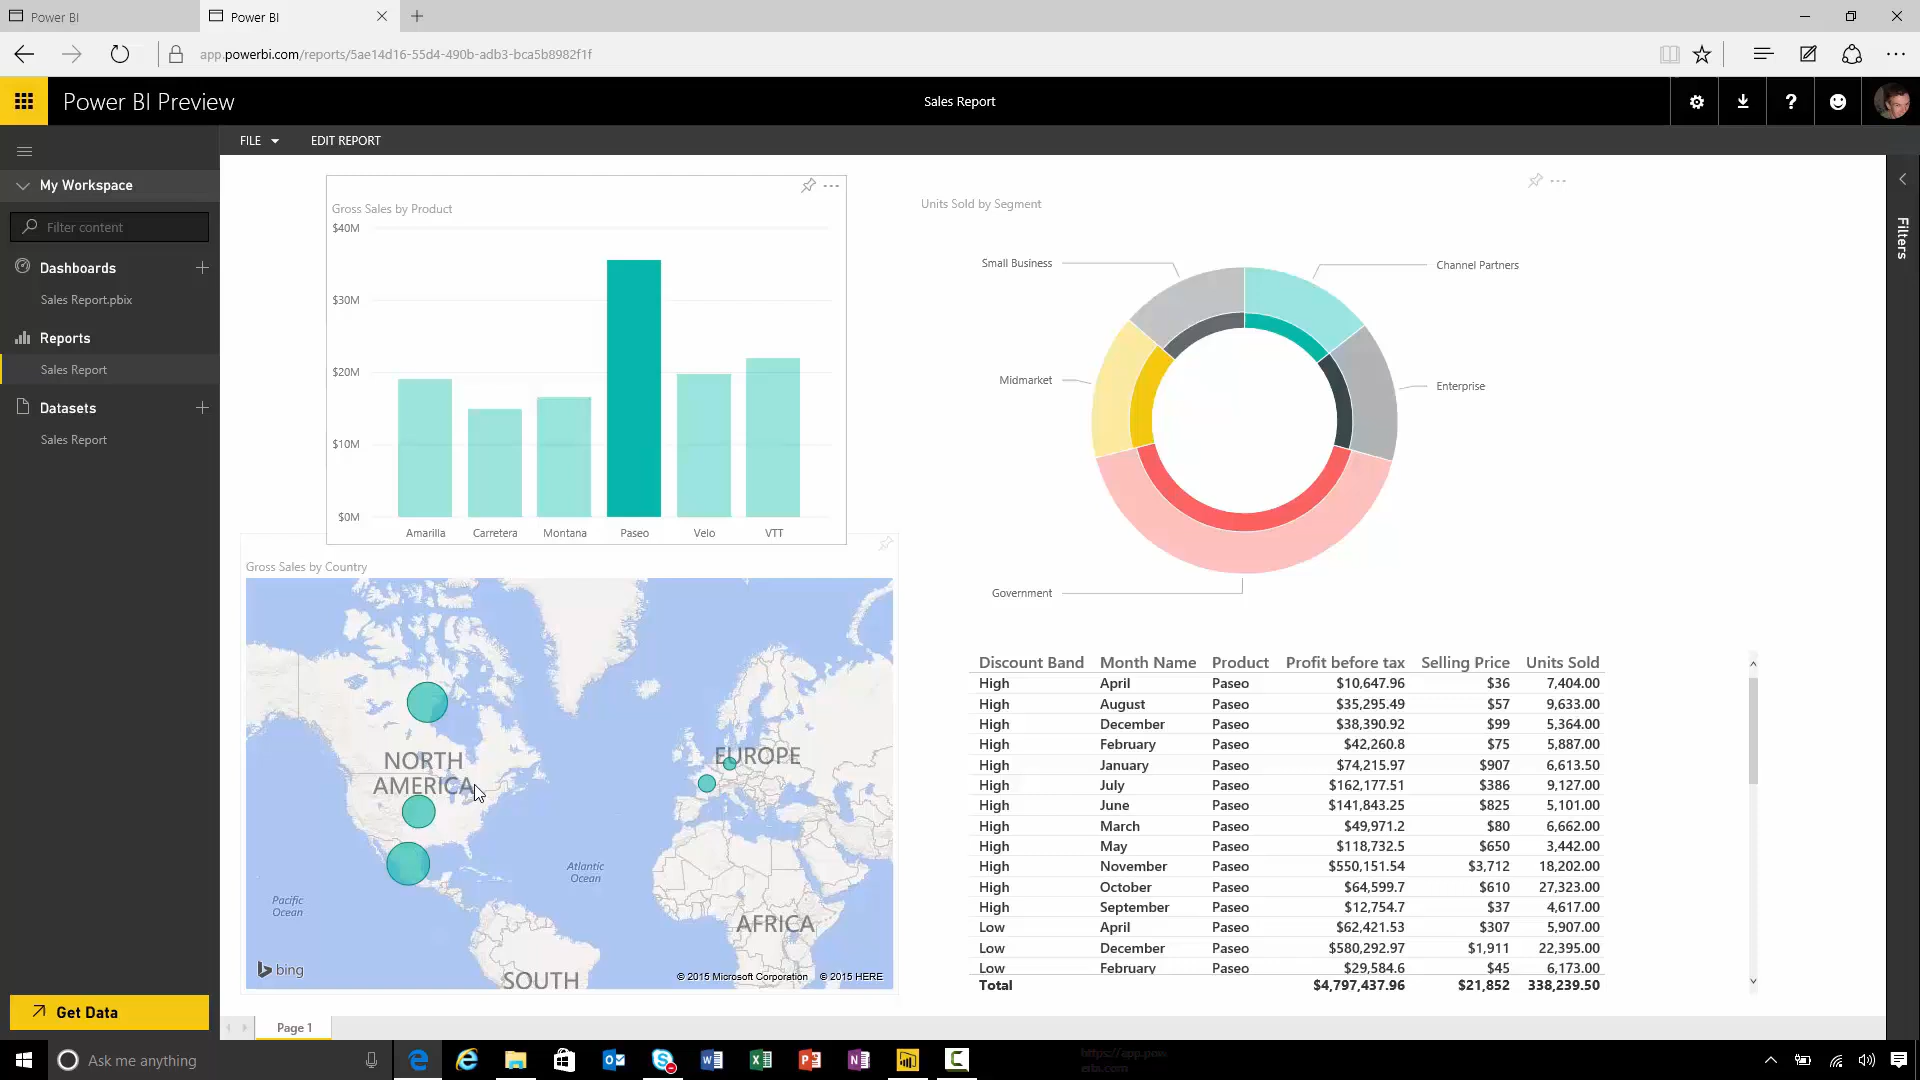 Power BI
Power BI
app.powerbi.com/reports/5ae14d16-55d4-490b-adb3-bca5b8982f1f
Power BI Preview
Sales Report
?
FILE
EDIT REPORT
My Workspace
Filter content
Dashboards
Sales Report.pbix
Reports
Sales Report
Datasets
Sales Report
Get Data
Gross Sales by Product
$40M
$30M
$20M
$10M
$0M
Amarilla Carretera Montana Paseo Velo VTT
Units Sold by Segment
Small Business
Channel Partners
Midmarket
Enterprise
Government
Filters
Gross Sales by Country
NORTH
AMERICA
EUROPE
Atlantic
Ocean
Pacific
Ocean
AFRICA
SOUTH
bing
© 2015 Microsoft Corporation © 2015 HERE
Discount Band Month Name Product Profit before tax Selling Price Units Sold
High April Paseo $10,647.96 $36 7,404.00
High August Paseo $35,295.49 $57 9,633.00
High December Paseo $38,390.92 $99 5,364.00
High February Paseo $42,260.8 $75 5,887.00
High January Paseo $74,215.97 $907 6,613.50
High July Paseo $162,177.51 $386 9,127.00
High June Paseo $141,843.25 $825 5,101.00
High March Paseo $49,971.2 $80 6,662.00
High May Paseo $118,732.5 $650 3,442.00
High November Paseo $550,151.54 $3,712 18,202.00
High October Paseo $64,599.7 $610 27,323.00
High September Paseo $12,754.7 $37 4,617.00
Low April Paseo $62,421.53 $307 5,907.00
Low December Paseo $580,292.97 $1,911 22,395.00
Low February Paseo $29,584.6 $45 6,173.00
Total $4,797,437.96 $21,852 338,239.50
Page 1
Ask me anything
https://app.pow
erbi.com